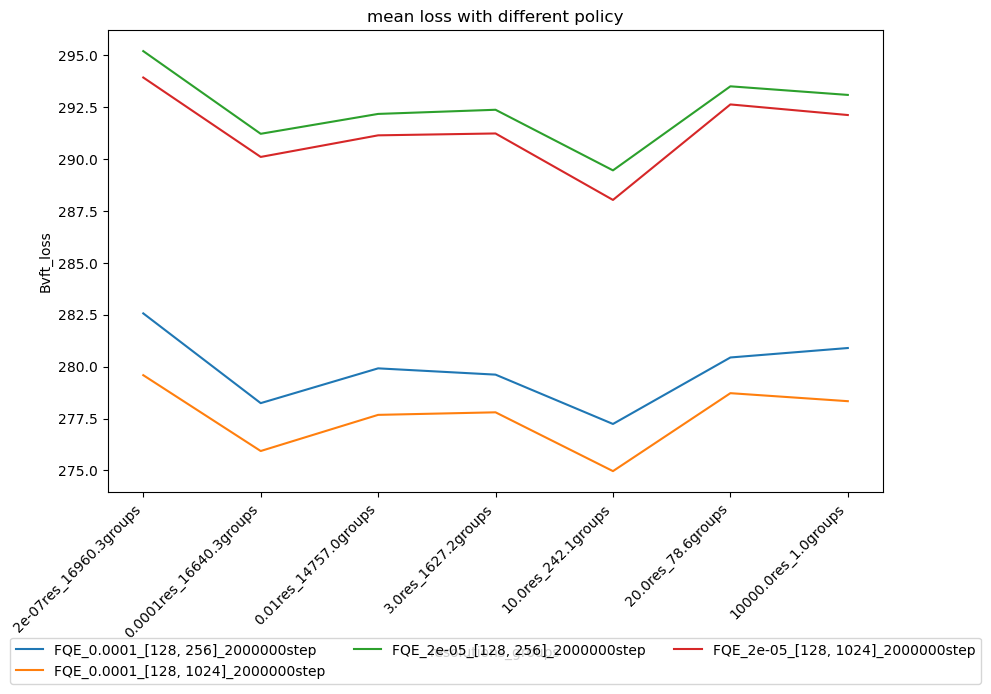 mean loss with different policy
Bvft_loss
295.0
292.5
290.0
287.5
285.0
282.5
280.0
277.5
275.0
2e-07res_16960.3groups
0.0001res_16640.3groups
0.01res_14757.0groups
3.0res_1627.2groups
10.0res_242.1groups
20.0res_78.6groups
10000.0res_1.0groups
FQE_0.0001_[128, 256]_2000000step
FQE_0.0001_[128, 1024]_2000000step
FQE_2e-05_[128, 256]_2000000step
FQE_2e-05_[128, 1024]_2000000step